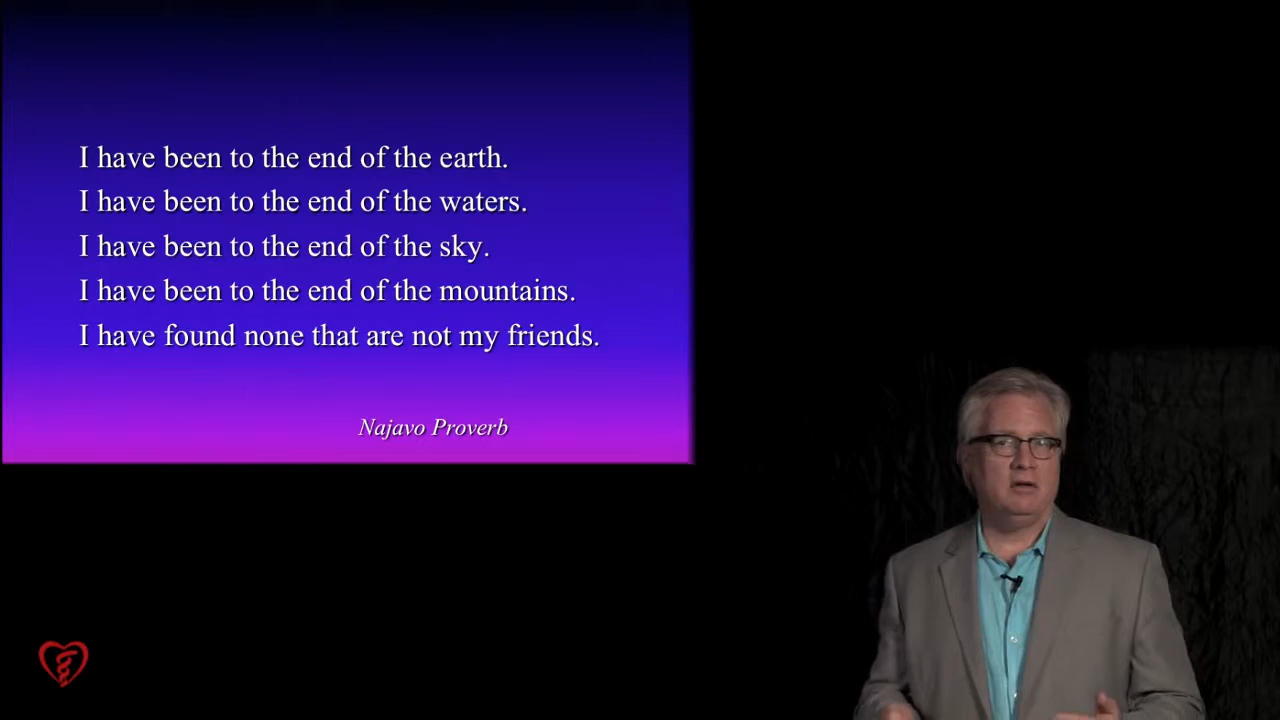 I have been to the end of the earth.
I have been to the end of the waters.
I have been to the end of the sky.
I have been to the end of the mountains.
I have found none that are not my friends.
Najavo Proverb